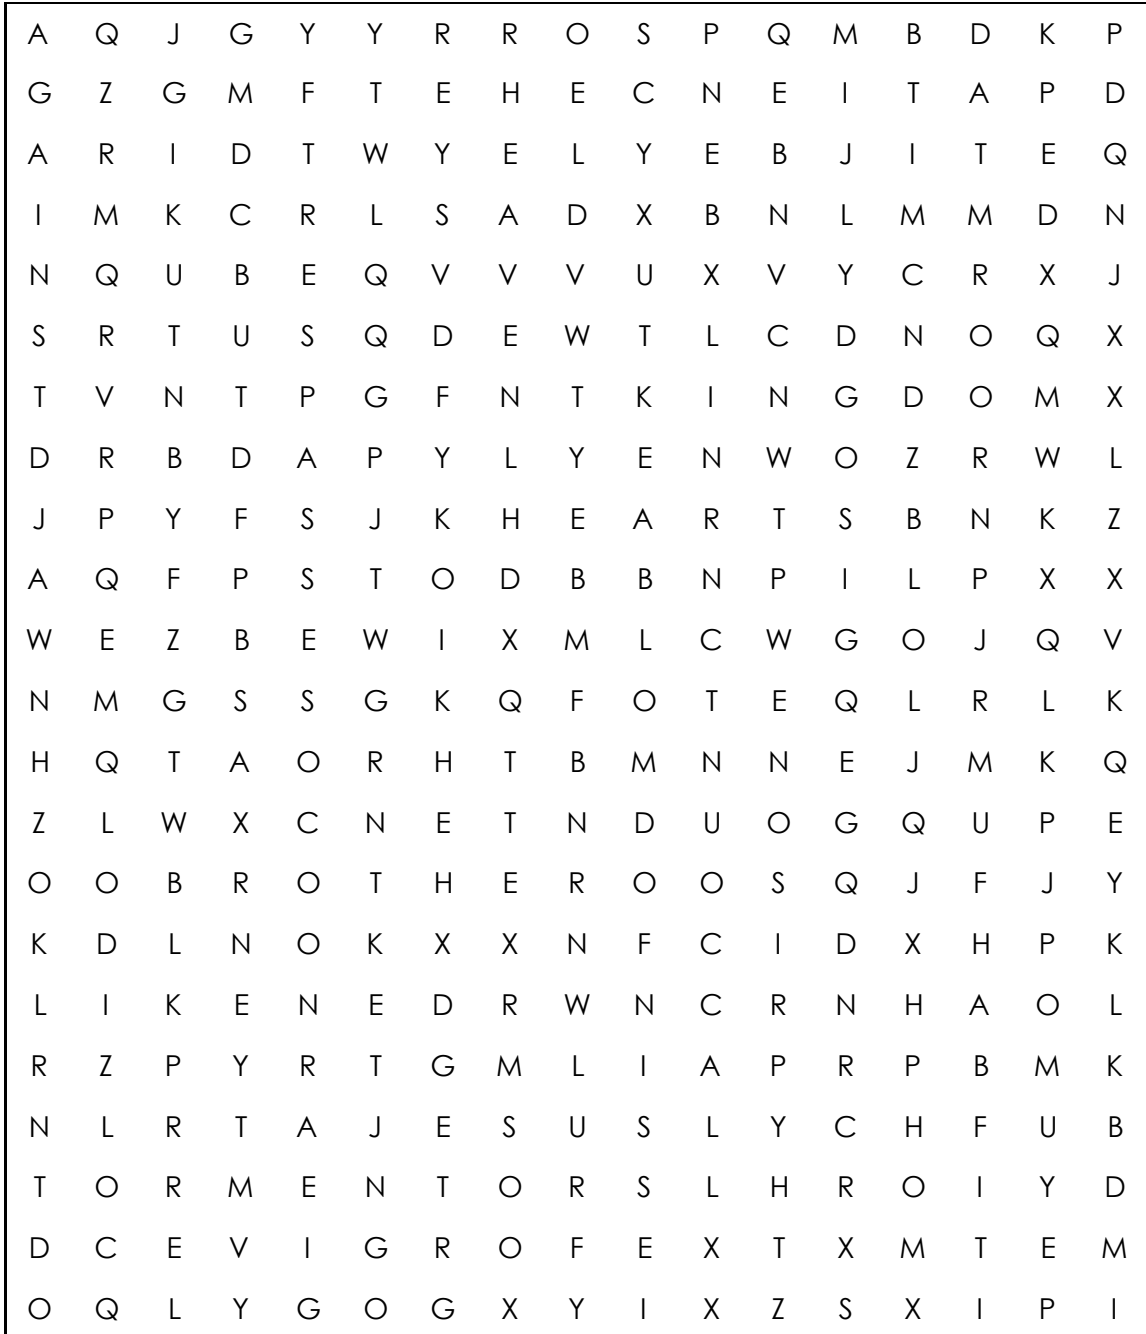 A Q J G Y Y R R O S P Q M B D K P
G Z G M F T E H E C N E I T A P D
A R I D T W Y E L Y E B J I T E Q
I M K C R L S A D X B N L M M D N
N Q U B E Q V V V U X V Y C R X J
S R T U S Q D E W T L C D N O Q X
T V N T P G F N T K I N G D O M X
D R B D A P Y L Y E N W O Z R W L
J P Y F S J K H E A R T S B N K Z
A Q F P S T O D B B N P I L P X X
W E Z B E W I X M L C W G O J Q V
N M G S S G K Q F O T E Q L R L K
H Q T A O R H T B M N N E J M K Q
Z L W X C N E T N D U O G Q U P E
O O B R O T H E R O O S Q J F J Y
K D L N O K X X N F C I D X H P K
L I K E N E D R W N C R N H A O L
R Z P Y R T G M L I A P R P B M K
N L R T A J E S U S L Y C H F U B
T O R M E N T O R S L H R O I Y D
D C E V I G R O F E X T X M T E M
O Q L Y G O G X Y I X Z S X I P I